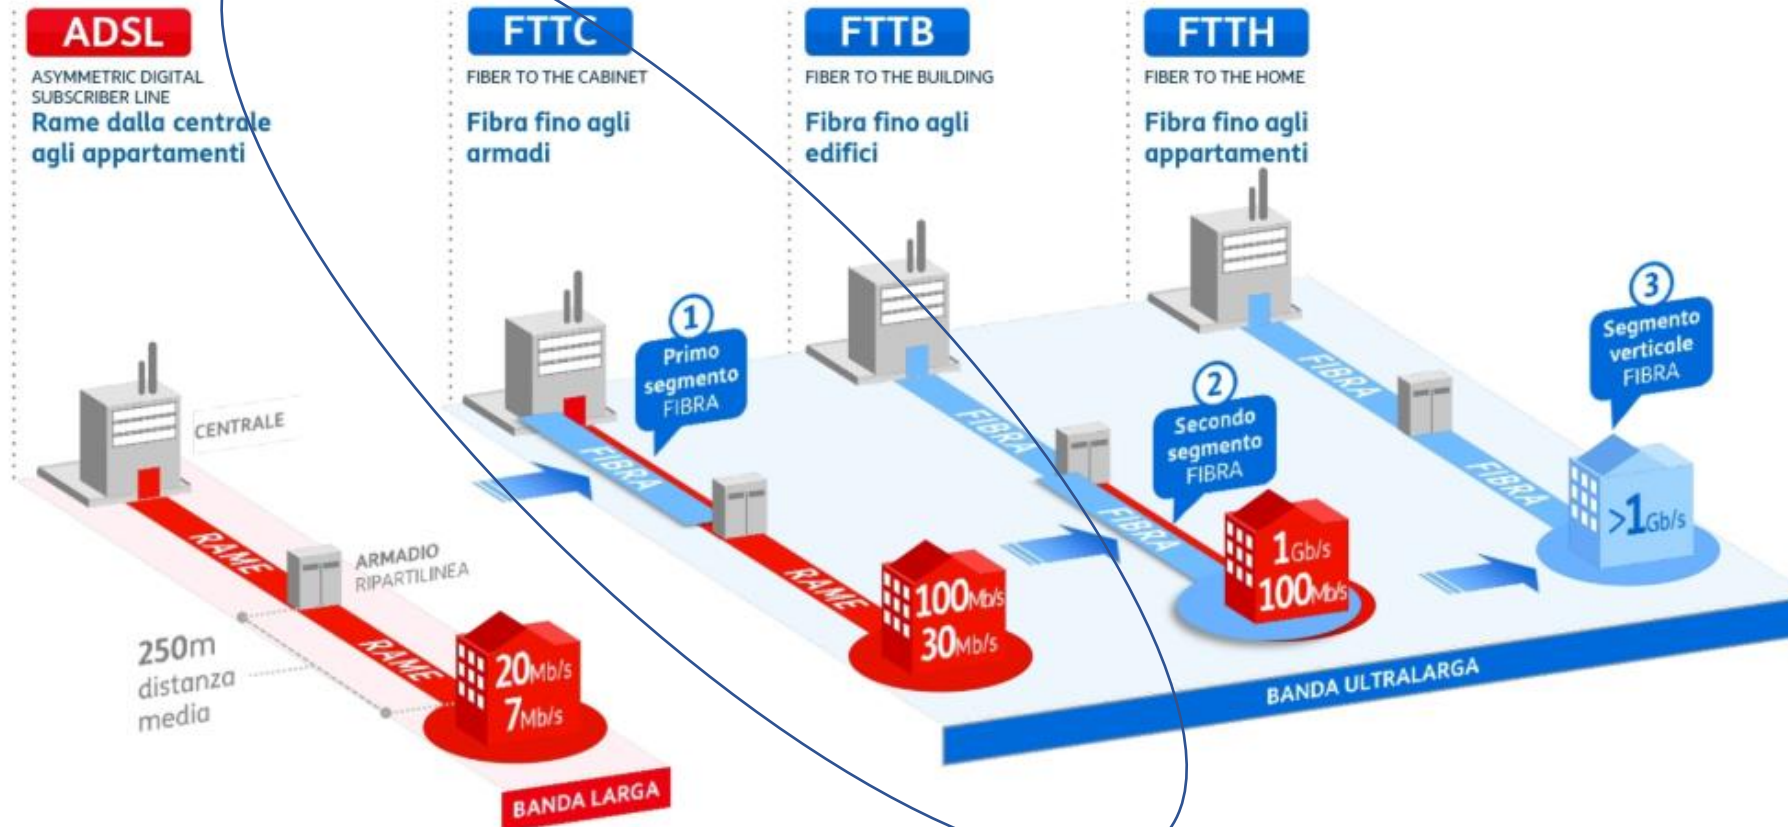 ADSL
ASYMMETRIC DIGITAL
SUBSCRIBER LINE
Rame dalla centrale
agli appartamenti
FTTC
FIBER TO THE CABINET
Fibra fino agli
armadi
FTTB
FIBER TO THE BUILDING
Fibra fino agli
edifici
FTTH
FIBER TO THE HOME
Fibra fino agli
appartamenti
CENTRALE
RAME
ARMADIO
RIPARTILINEA
RAME
250m
distanza
media
20Mb/s
7Mb/s
BANDA LARGA
1
Primo
segmento
FIBRA
FIBRA
RAME
100Mb/s
30Mb/s
FIBRA
2
Secondo
segmento
FIBRA
FIBRA
1Gb/s
100Mb/s
FIBRA
3
Segmento
verticale
FIBRA
FIBRA
>1Gb/s
BANDA ULTRALARGA